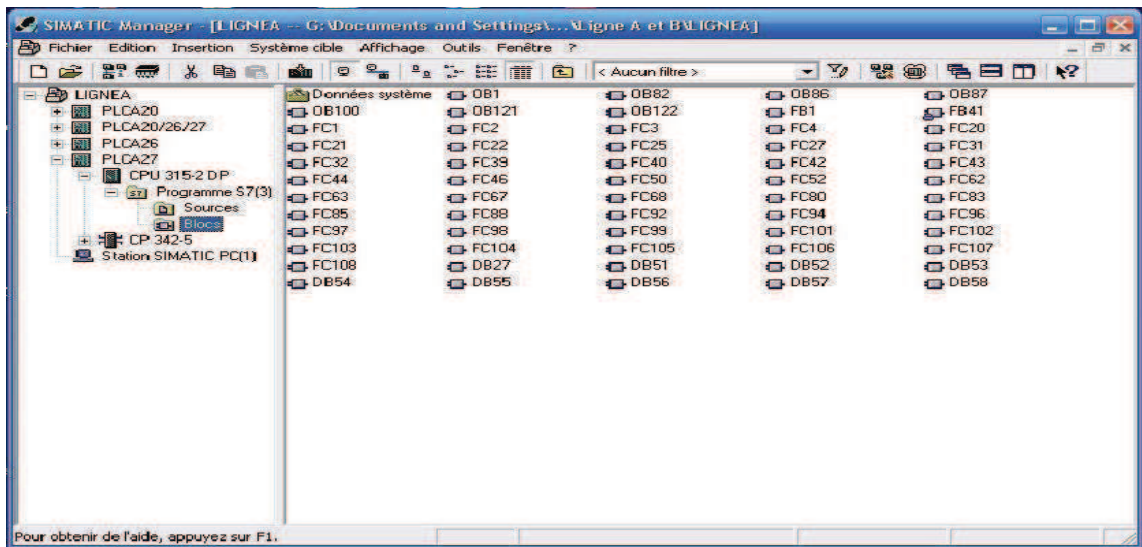 SIMATIC Manager - [LIGNEA -- G:\Documents and Settings\...\Ligne A et B\LIGNEA]
Fichier Edition Insertion Système cible Affichage Outils Fenêtre ?
< Aucun filtre >
LIGNEA
PLCA20
PLCA20/26/27
PLCA26
PLCA27
CPU 315-2 DP
Programme S7(3)
Sources
Blocs
CP 342-5
Station SIMATIC PC(1)
Données système OB1 OB82 OB86 OB87
OB100 OB121 OB122 FB1 FB41
FC1 FC2 FC3 FC4 FC20
FC21 FC22 FC25 FC27 FC31
FC32 FC39 FC40 FC42 FC43
FC44 FC46 FC50 FC52 FC62
FC63 FC67 FC68 FC80 FC83
FC85 FC88 FC92 FC94 FC96
FC97 FC98 FC99 FC101 FC102
FC103 FC104 FC105 FC106 FC107
FC108 DB27 DB51 DB52 DB53
DB54 DB55 DB56 DB57 DB58
Pour obtenir de l'aide, appuyez sur F1.